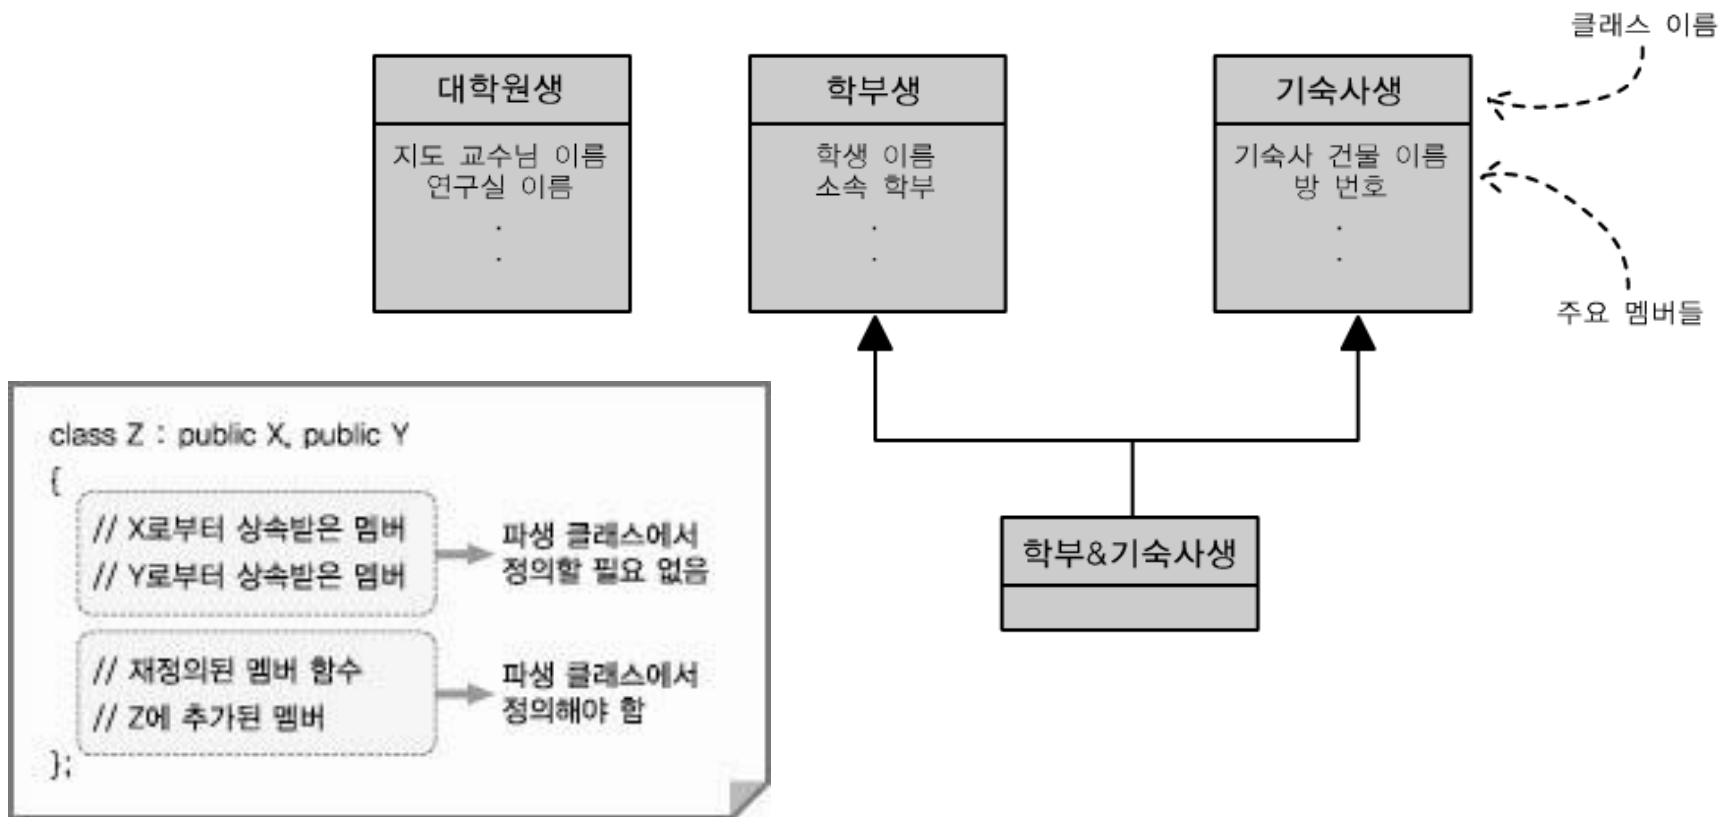 클래스 이름
대학원생
지도 교수님 이름
연구실 이름
.
.
학부생
학생 이름
소속 학부
.
.
기숙사생
기숙사 건물 이름
방 번호
.
.
주요 멤버들
학부&기숙사생
class Z : public X, public Y
{
// X로부터 상속받은 멤버
// Y로부터 상속받은 멤버
파생 클래스에서
정의할 필요 없음
// 재정의된 멤버 함수
// Z에 추가된 멤버
파생 클래스에서
정의해야 함
};